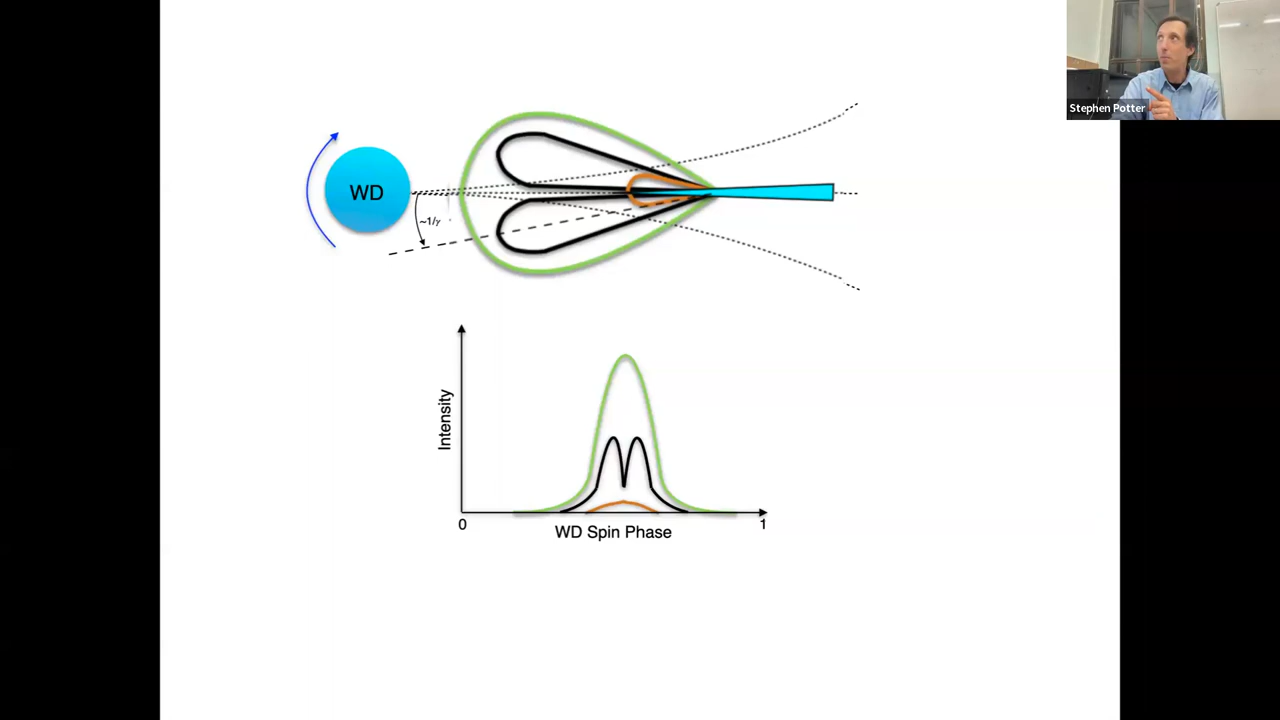 Stephen Potter
WD
~1/γ
Intensity
0
1
WD Spin Phase